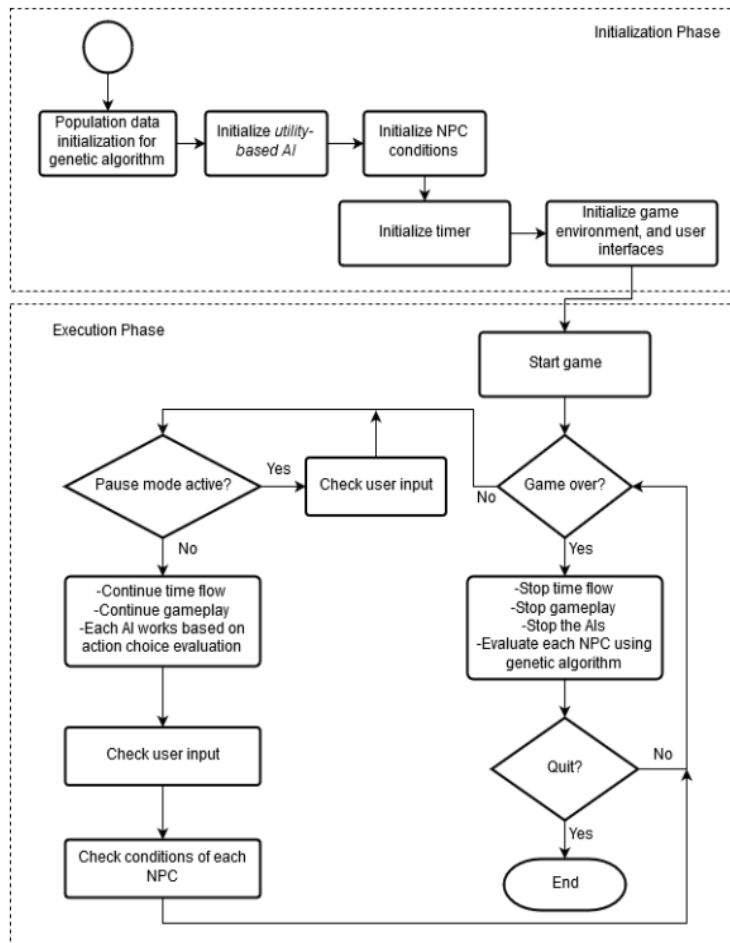 Initialization Phase
Population data
initialization for
genetic algorithm
Initialize utility-
based AI
Initialize NPC
conditions
Initialize timer
Initialize game
environment, and user
interfaces
Execution Phase
Start game
Pause mode active?
Yes
Check user input
No
Game over?
No
Yes
-Continue time flow
-Continue gameplay
-Each AI works based on
action choice evaluation
-Stop time flow
-Stop gameplay
-Stop the AIs
-Evaluate each NPC using
genetic algorithm
Check user input
Quit?
No
Yes
Check conditions of each
NPC
End